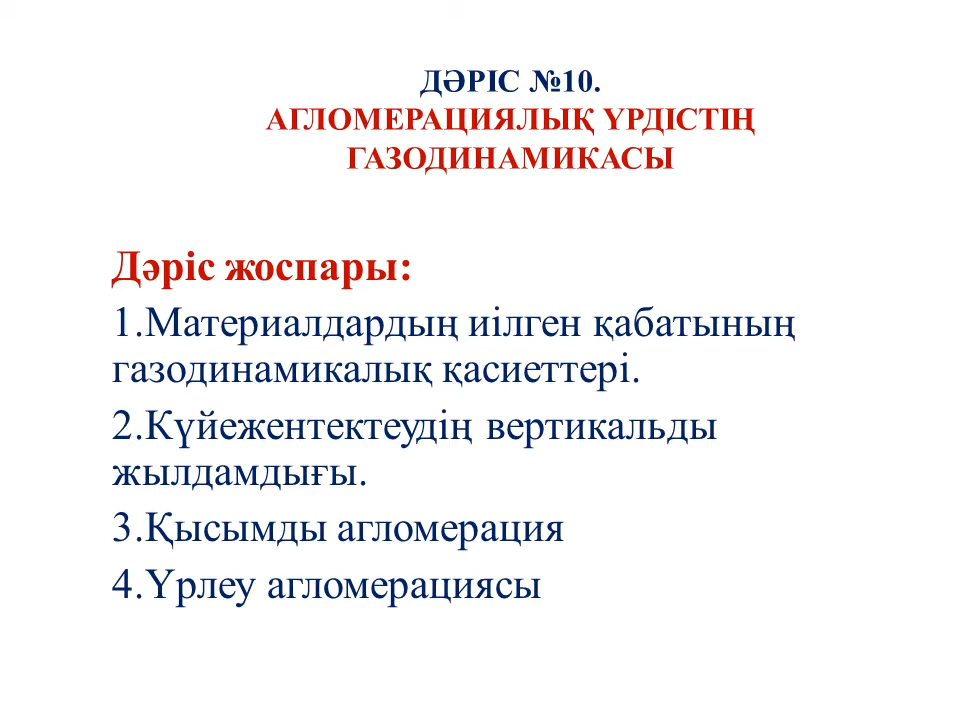 ДӘРІС №10.
АГЛОМЕРАЦИЯЛЫҚ ҮРДІСТІҢ
ГАЗОДИНАМИКАСЫ
Дәріс жоспары:
1.Материалдардың иілген қабатының
газодинамикалық қасиеттері.
2.Күйежентектеудің вертикальды
жылдамдығы.
3.Қысымды агломерация
4.Үрлеу агломерациясы